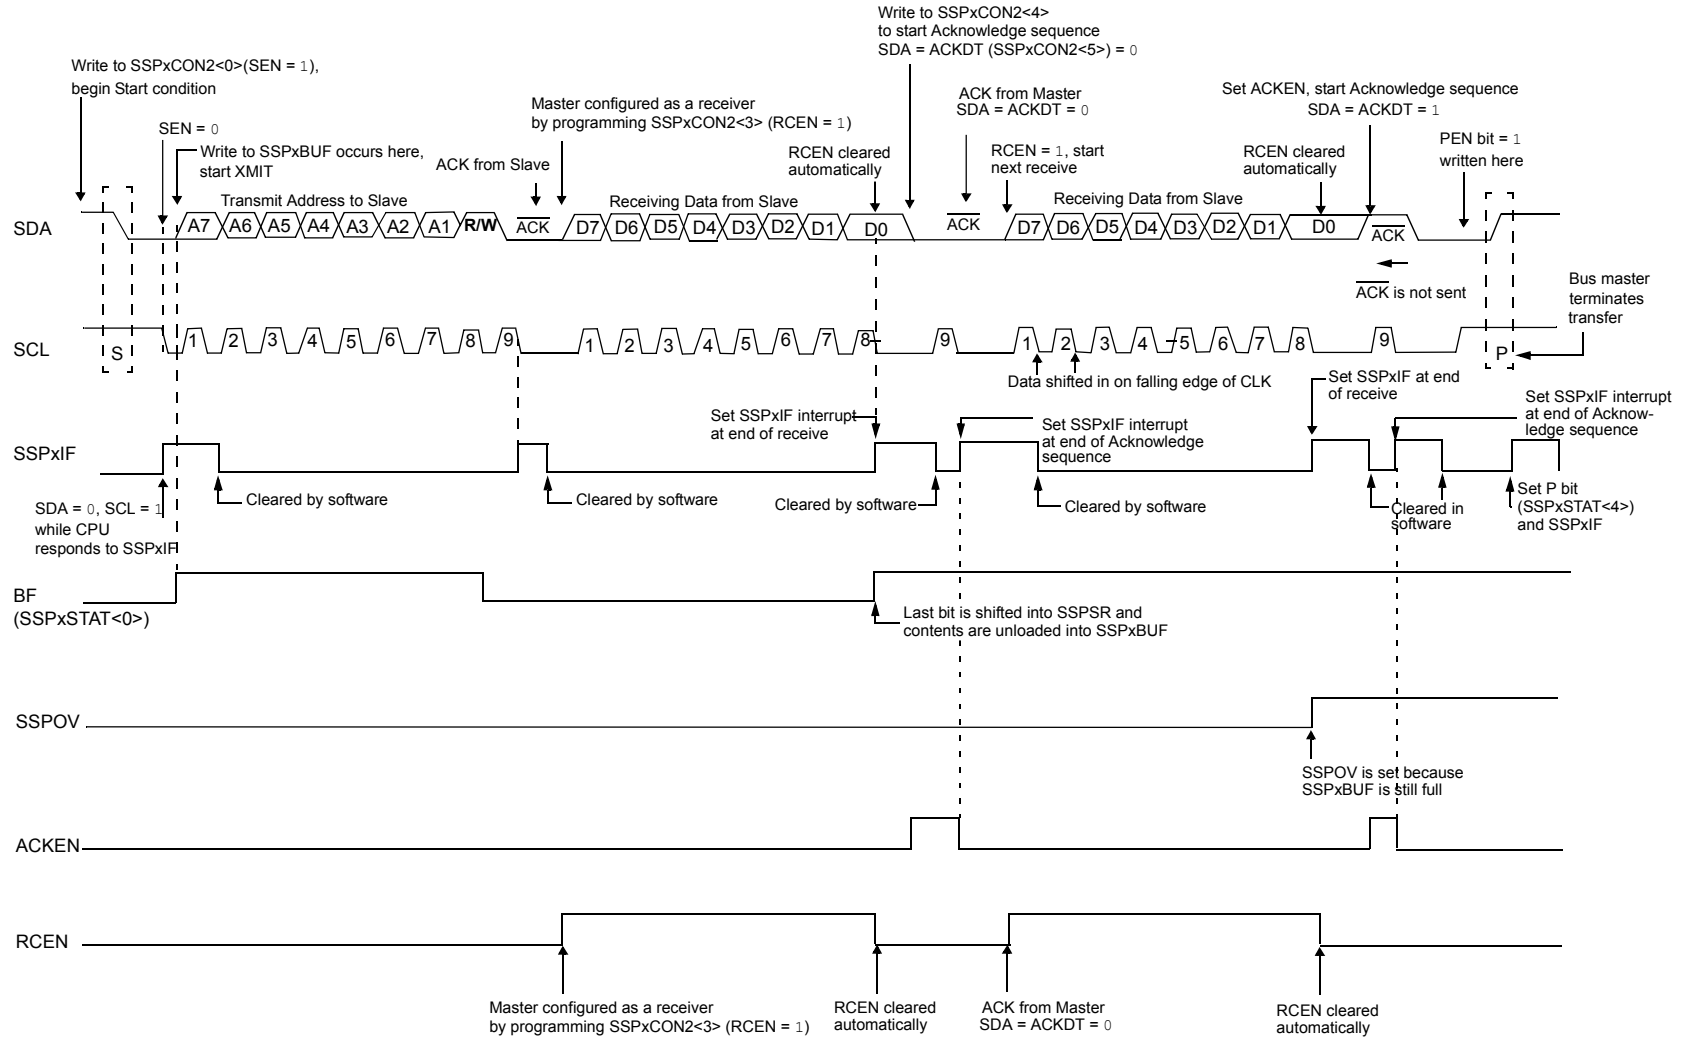 Write to SSPxCON2<4>
to start Acknowledge sequence
SDA = ACKDT (SSPxCON2<5>) = 0
Write to SSPxCON2<0>(SEN = 1),
begin Start condition
SEN = 0
Write to SSPxBUF occurs here,
start XMIT
ACK from Slave
Master configured as a receiver
by programming SSPxCON2<3> (RCEN = 1)
RCEN cleared
automatically
ACK from Master
SDA = ACKDT = 0
RCEN = 1, start
next receive
Set ACKEN, start Acknowledge sequence
SDA = ACKDT = 1
RCEN cleared
automatically
PEN bit = 1
written here
Transmit Address to Slave
Receiving Data from Slave
Receiving Data from Slave
SDA
A7 A6 A5 A4 A3 A2 A1 R/W ACK D7 D6 D5 D4 D3 D2 D1 D0 ACK D7 D6 D5 D4 D3 D2 D1 D0 ACK
ACK is not sent
Bus master
terminates
transfer
SCL
S 1 2 3 4 5 6 7 8 9 1 2 3 4 5 6 7 8 9 1 2 3 4 5 6 7 8 9 P
Data shifted in on falling edge of CLK
Set SSPxIF at end
of receive
Set SSPxIF interrupt
at end of receive
Set SSPxIF interrupt
at end of Acknowledge
sequence
Set SSPxIF interrupt
at end of Acknow-
ledge sequence
SSPxIF
Cleared by software
Cleared by software
Cleared by software
Cleared by software
Cleared in
software
Set P bit
(SSPxSTAT<4>)
and SSPxIF
SDA = 0, SCL = 1
while CPU
responds to SSPxIF
BF
(SSPxSTAT<0>)
Last bit is shifted into SSPSR and
contents are unloaded into SSPxBUF
SSPOV
SSPOV is set because
SSPxBUF is still full
ACKEN
RCEN
Master configured as a receiver
by programming SSPxCON2<3> (RCEN = 1)
RCEN cleared
automatically
ACK from Master
SDA = ACKDT = 0
RCEN cleared
automatically